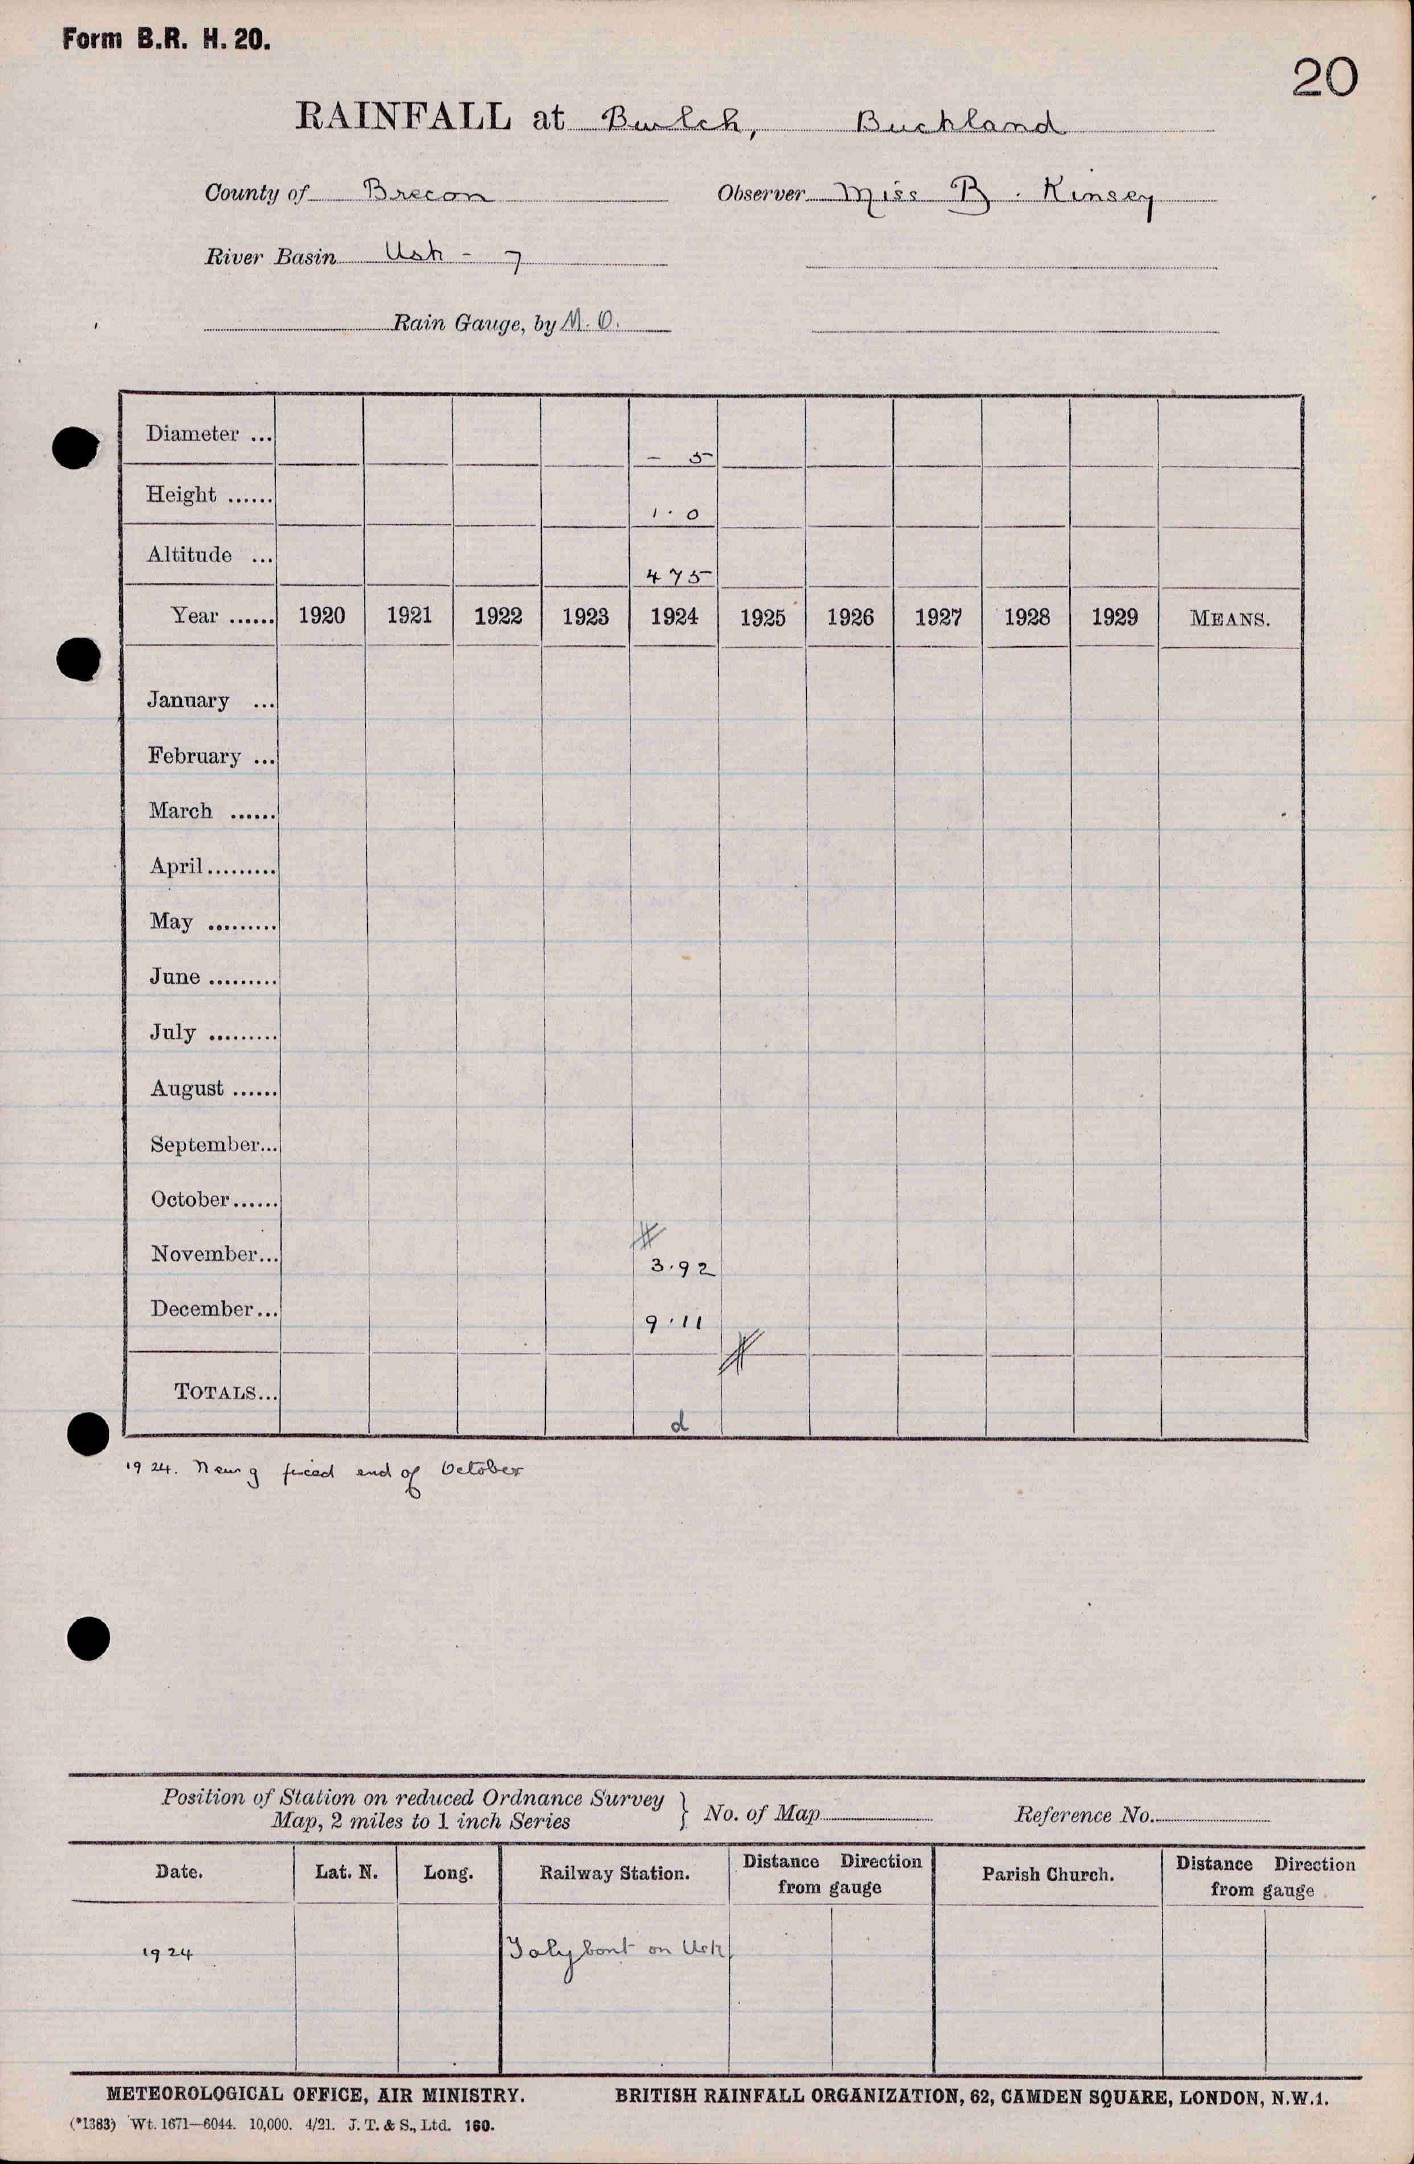 Form B.R. H. 20.
20
RAINFALL at Bwlch, Buckland
County of Brecon Observer Miss B. Kinsey
River Basin Usk - 7
Rain Gauge, by M. O.
Diameter ... – 5
Height ...... 1.0
Altitude ... 475
Year ...... 1920 1921 1922 1923 1924 1925 1926 1927 1928 1929 MEANS.
January ...
February ...
March ......
April.........
May .........
June .........
July .........
August ......
September...
October......
November... 3.92
December... 9.11
TOTALS... d
1924. New g fixed end of October
Position of Station on reduced Ordnance Survey
Map, 2 miles to 1 inch Series } No. of Map Reference No.
Date. Lat. N. Long. Railway Station. Distance Direction from gauge Parish Church. Distance Direction from gauge
1924 Talybont on Usk
METEOROLOGICAL OFFICE, AIR MINISTRY. BRITISH RAINFALL ORGANIZATION, 62, CAMDEN SQUARE, LONDON, N.W.1.
(*1383) Wt. 1671—6044. 10,000. 4/21. J. T. & S., Ltd. 160.